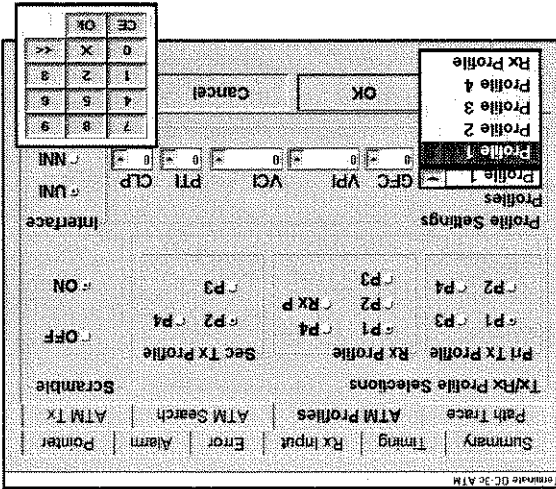 erminate OC-3c ATM
Summary Timing Rx Input Error Alarm Pointer
Path Trace ATM Profiles ATM Search ATM Tx
Tx/Rx Profile Selections
Scramble
Pri Tx Profile
P1 P3
P2 P4
Rx Profile
P1 P4
P2 Rx P
P3
Sec Tx Profile
P2 P4
P3
OFF
ON
Profile Settings
Profiles
Profile 1
Profile 1
Profile 2
Profile 3
Profile 4
Rx Profile
GFC VPI VCI PTI CLP
0 0 0 0 0
Interface
UNI
NNI
OK Cancel
7 8 9
4 5 6
1 2 3
0 X <<
CE Ok